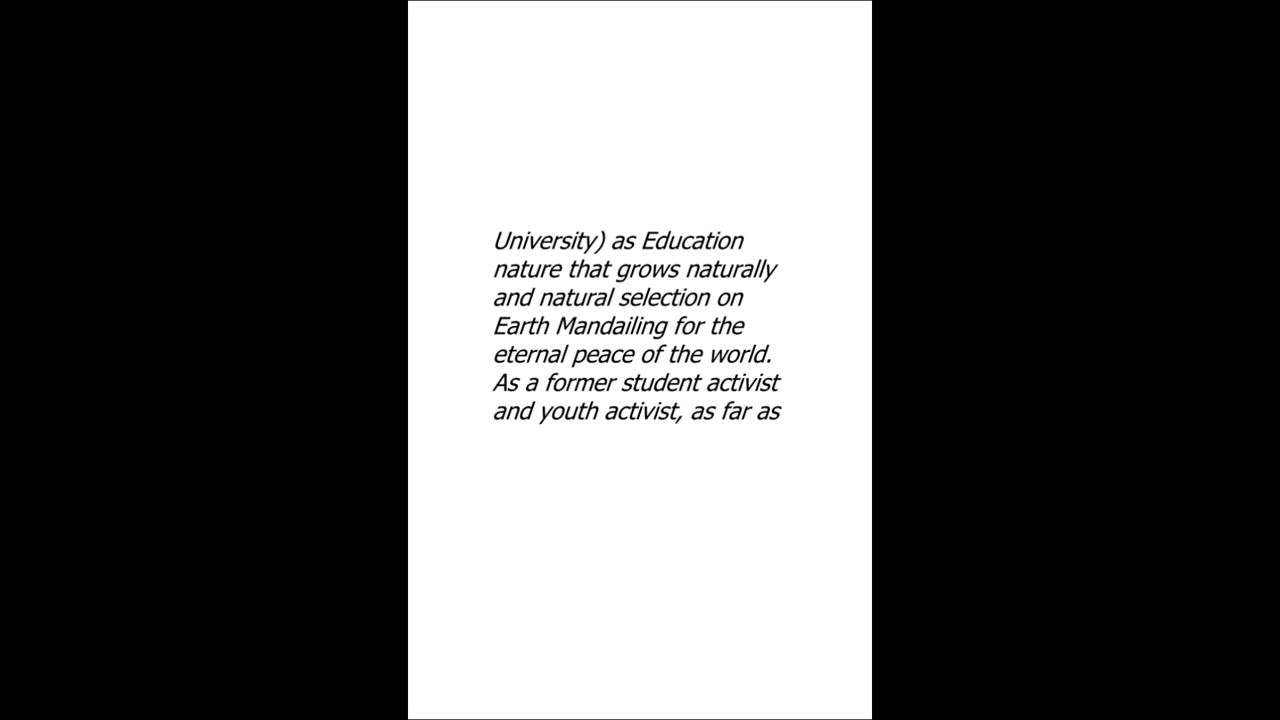 University) as Education
nature that grows naturally
and natural selection on
Earth Mandailing for the
eternal peace of the world.
As a former student activist
and youth activist, as far as